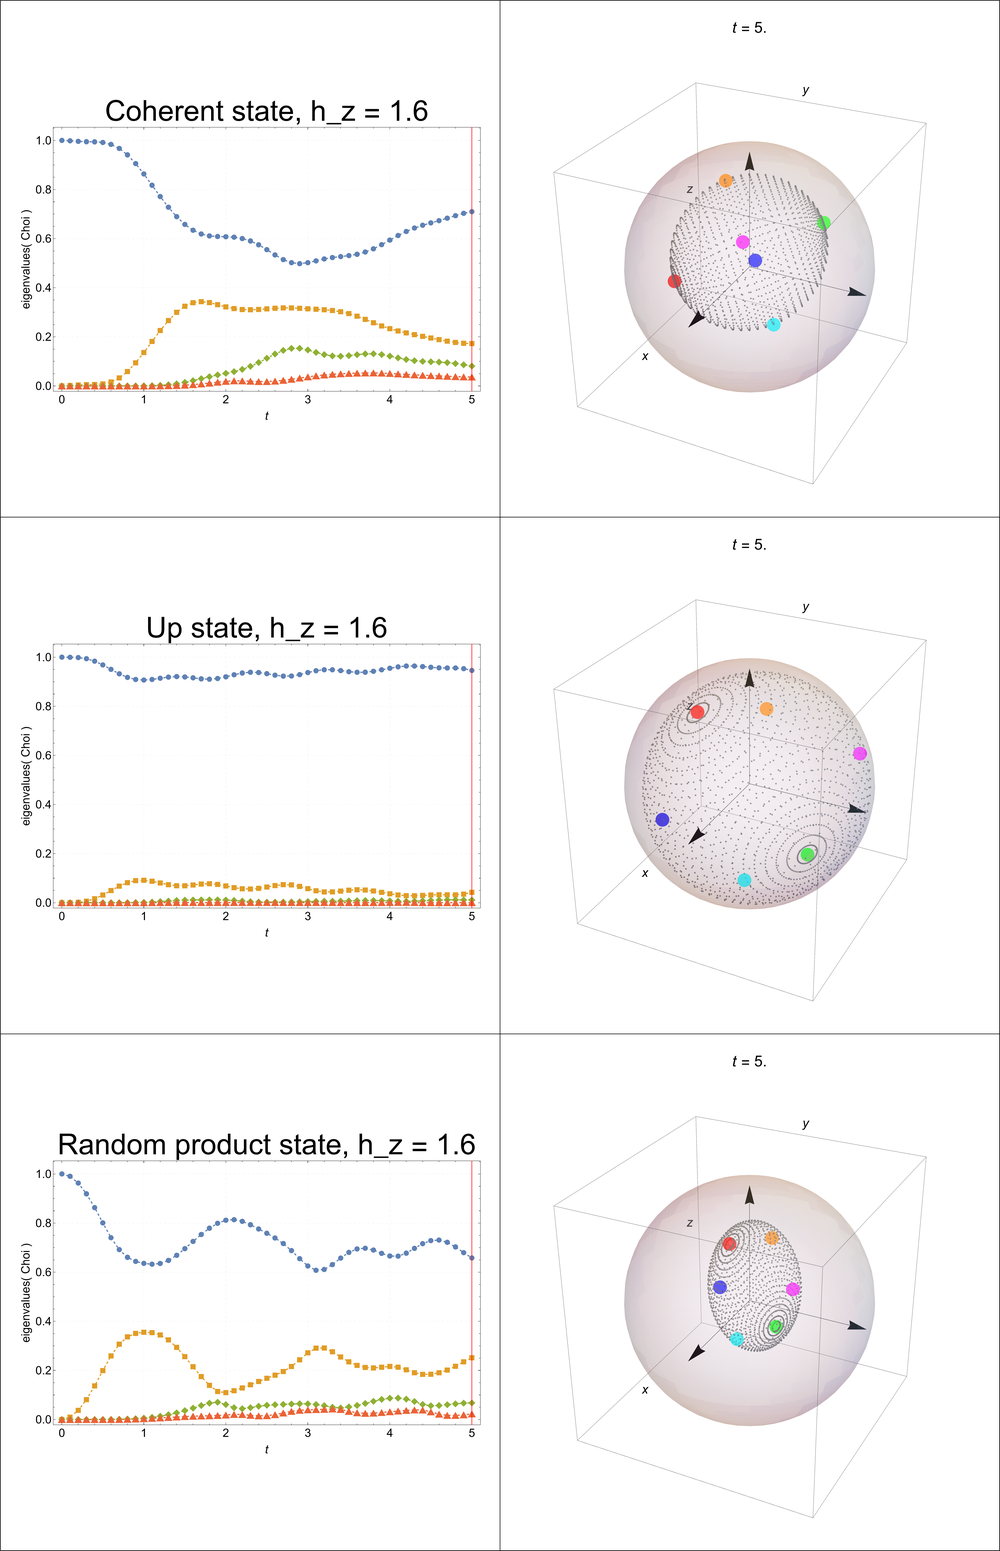 Coherent state, h_z = 1.6
eigenvalues( Choi )
1.0
0.8
0.6
0.4
0.2
0.0
0 1 2 3 4 5
t
t = 5.
y
z
x
Up state, h_z = 1.6
eigenvalues( Choi )
1.0
0.8
0.6
0.4
0.2
0.0
0 1 2 3 4 5
t
t = 5.
y
z
x
Random product state, h_z = 1.6
eigenvalues( Choi )
1.0
0.8
0.6
0.4
0.2
0.0
0 1 2 3 4 5
t
t = 5.
y
z
x